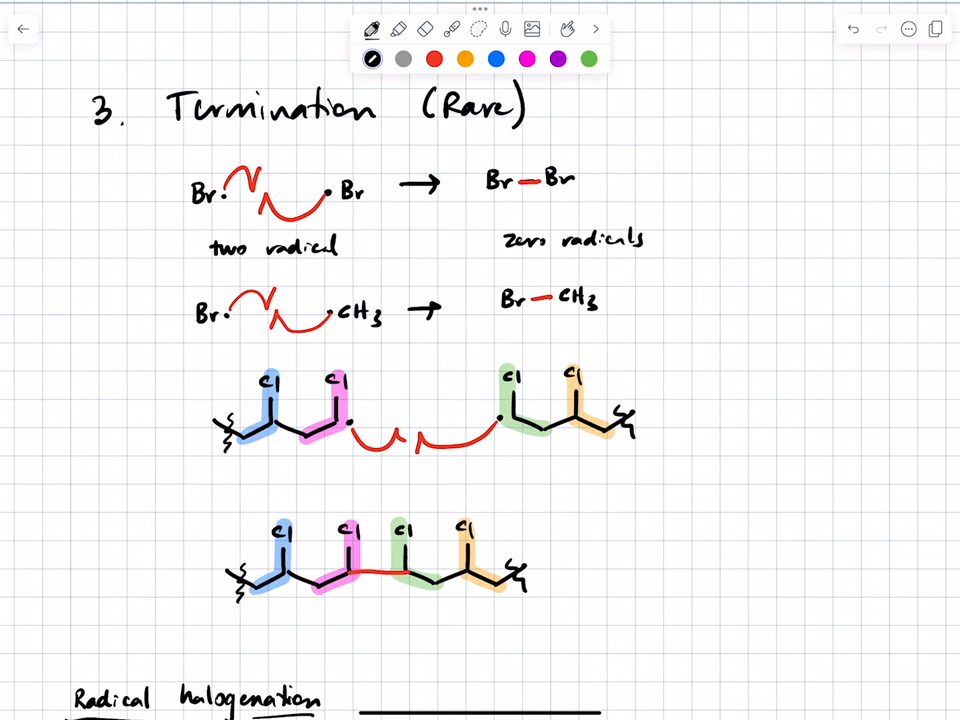 3. Termination (Rare)
Br· ·Br → Br—Br
two radical zero radicals
Br· ·CH3 → Br—CH3
Cl Cl Cl Cl
Cl Cl Cl Cl
Radical halogenation